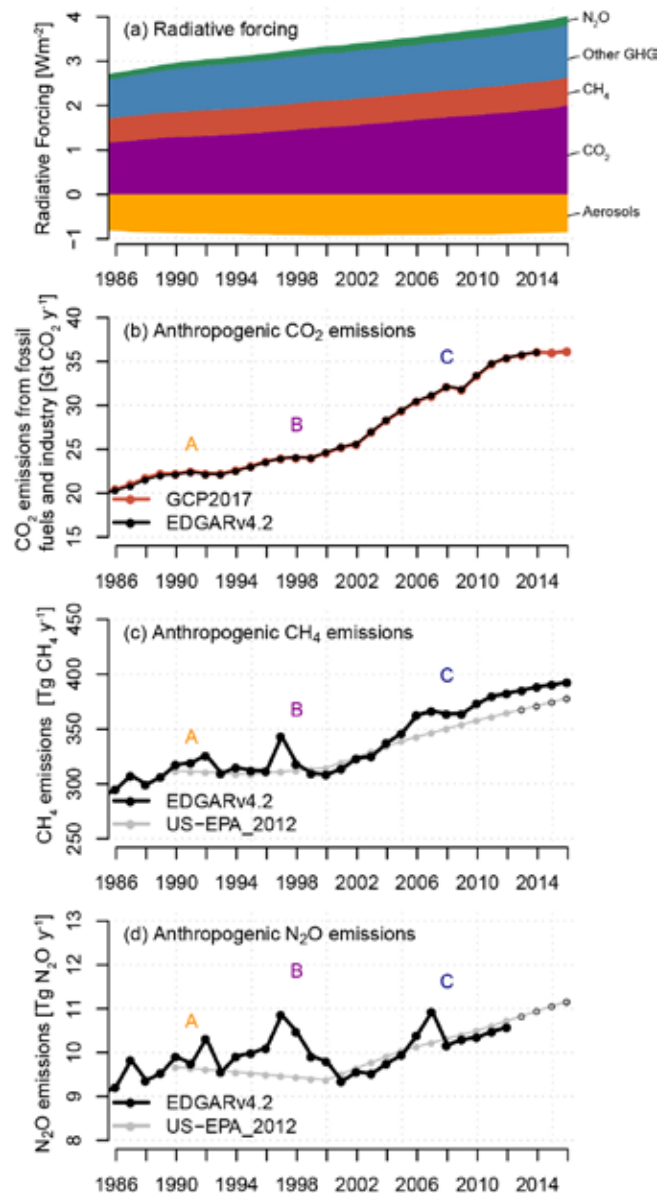 (a) Radiative forcing
Radiative Forcing [Wm⁻²]
4
3
2
1
0
−1
N₂O
Other GHG
CH₄
CO₂
Aerosols
1986 1990 1994 1998 2002 2006 2010 2014
(b) Anthropogenic CO₂ emissions
CO₂ emissions from fossil
fuels and industry [Gt CO₂ y⁻¹]
40
35
30
25
20
15
A
B
C
GCP2017
EDGARv4.2
1986 1990 1994 1998 2002 2006 2010 2014
(c) Anthropogenic CH₄ emissions
CH₄ emissions [Tg CH₄ y⁻¹]
450
400
350
300
250
A
B
C
EDGARv4.2
US−EPA_2012
1986 1990 1994 1998 2002 2006 2010 2014
(d) Anthropogenic N₂O emissions
N₂O emissions [Tg N₂O y⁻¹]
13
12
11
10
9
8
A
B
C
EDGARv4.2
US−EPA_2012
1986 1990 1994 1998 2002 2006 2010 2014